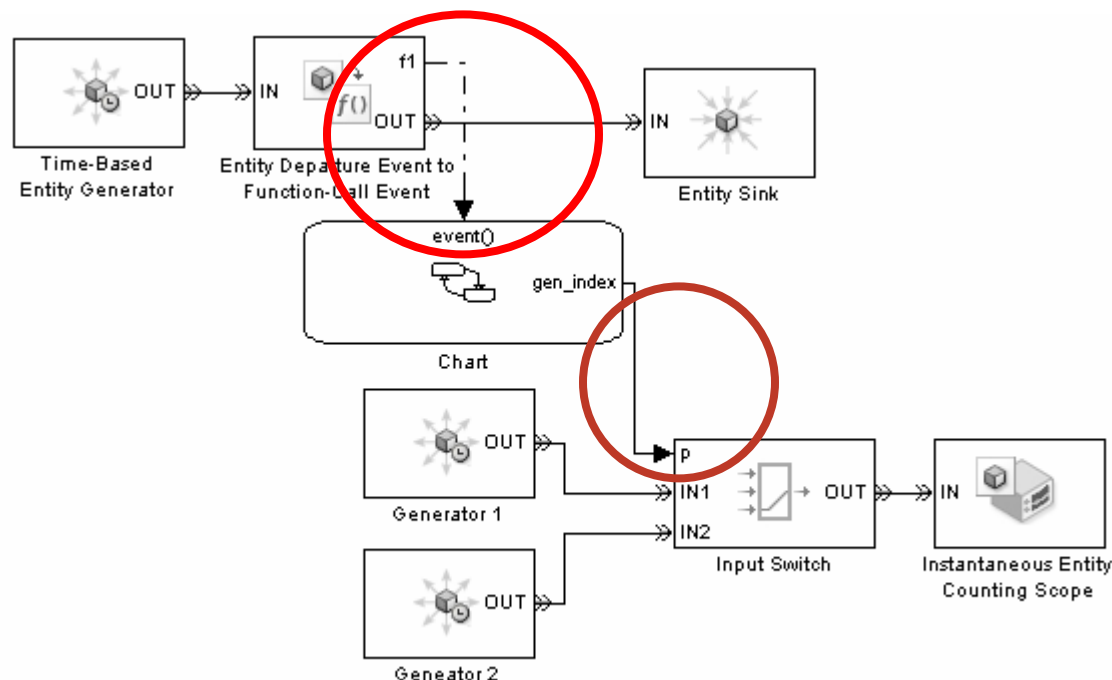 OUT
Time-Based
Entity Generator
IN
f1
f()
OUT
Entity Departure Event to
Function-Call Event
IN
Entity Sink
event()
gen_index
Chart
OUT
Generator 1
OUT
Geneator 2
p
IN1
IN2
OUT
Input Switch
IN
Instantaneous Entity
Counting Scope